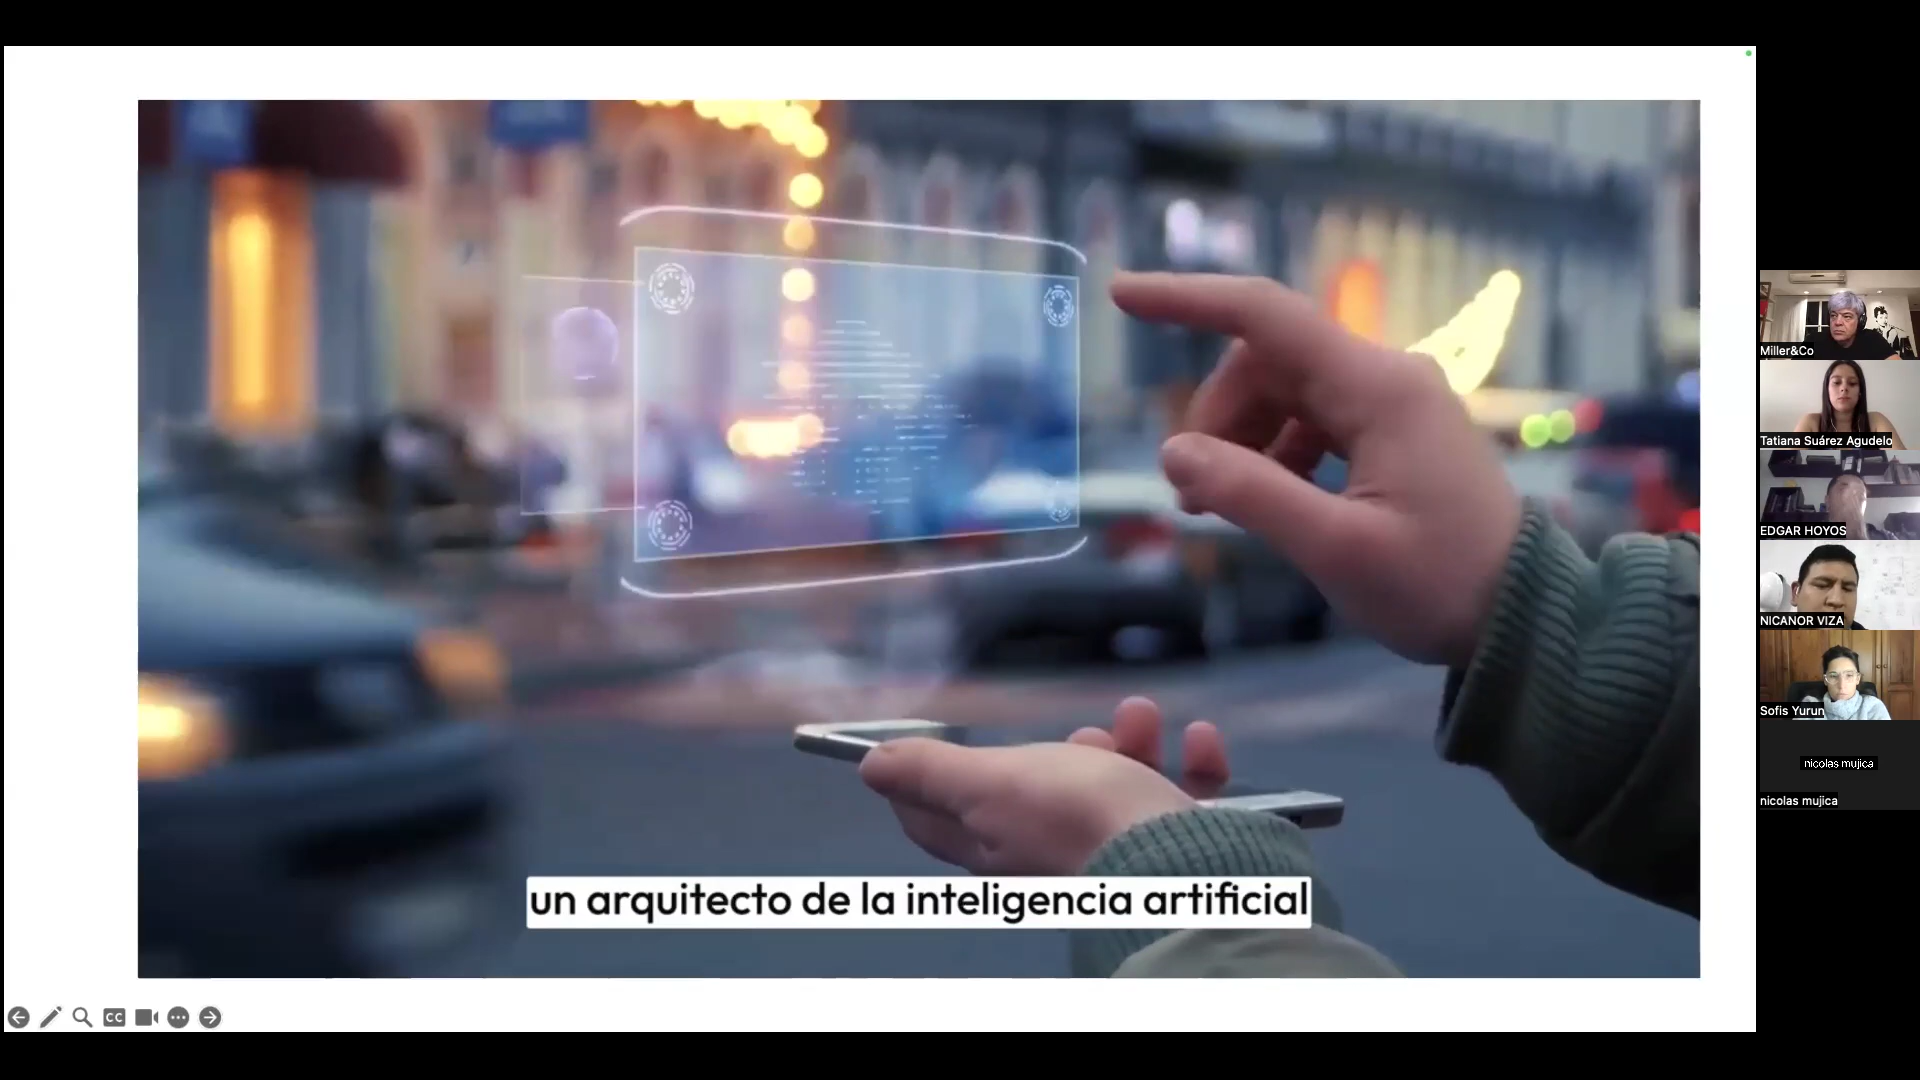 un arquitecto de la inteligencia artificial
CC
Miller&Co
Tatiana Suárez Agudelo
EDGAR HOYOS
NICANOR VIZA
Sofis Yurun
nicolas mujica
nicolas mujica